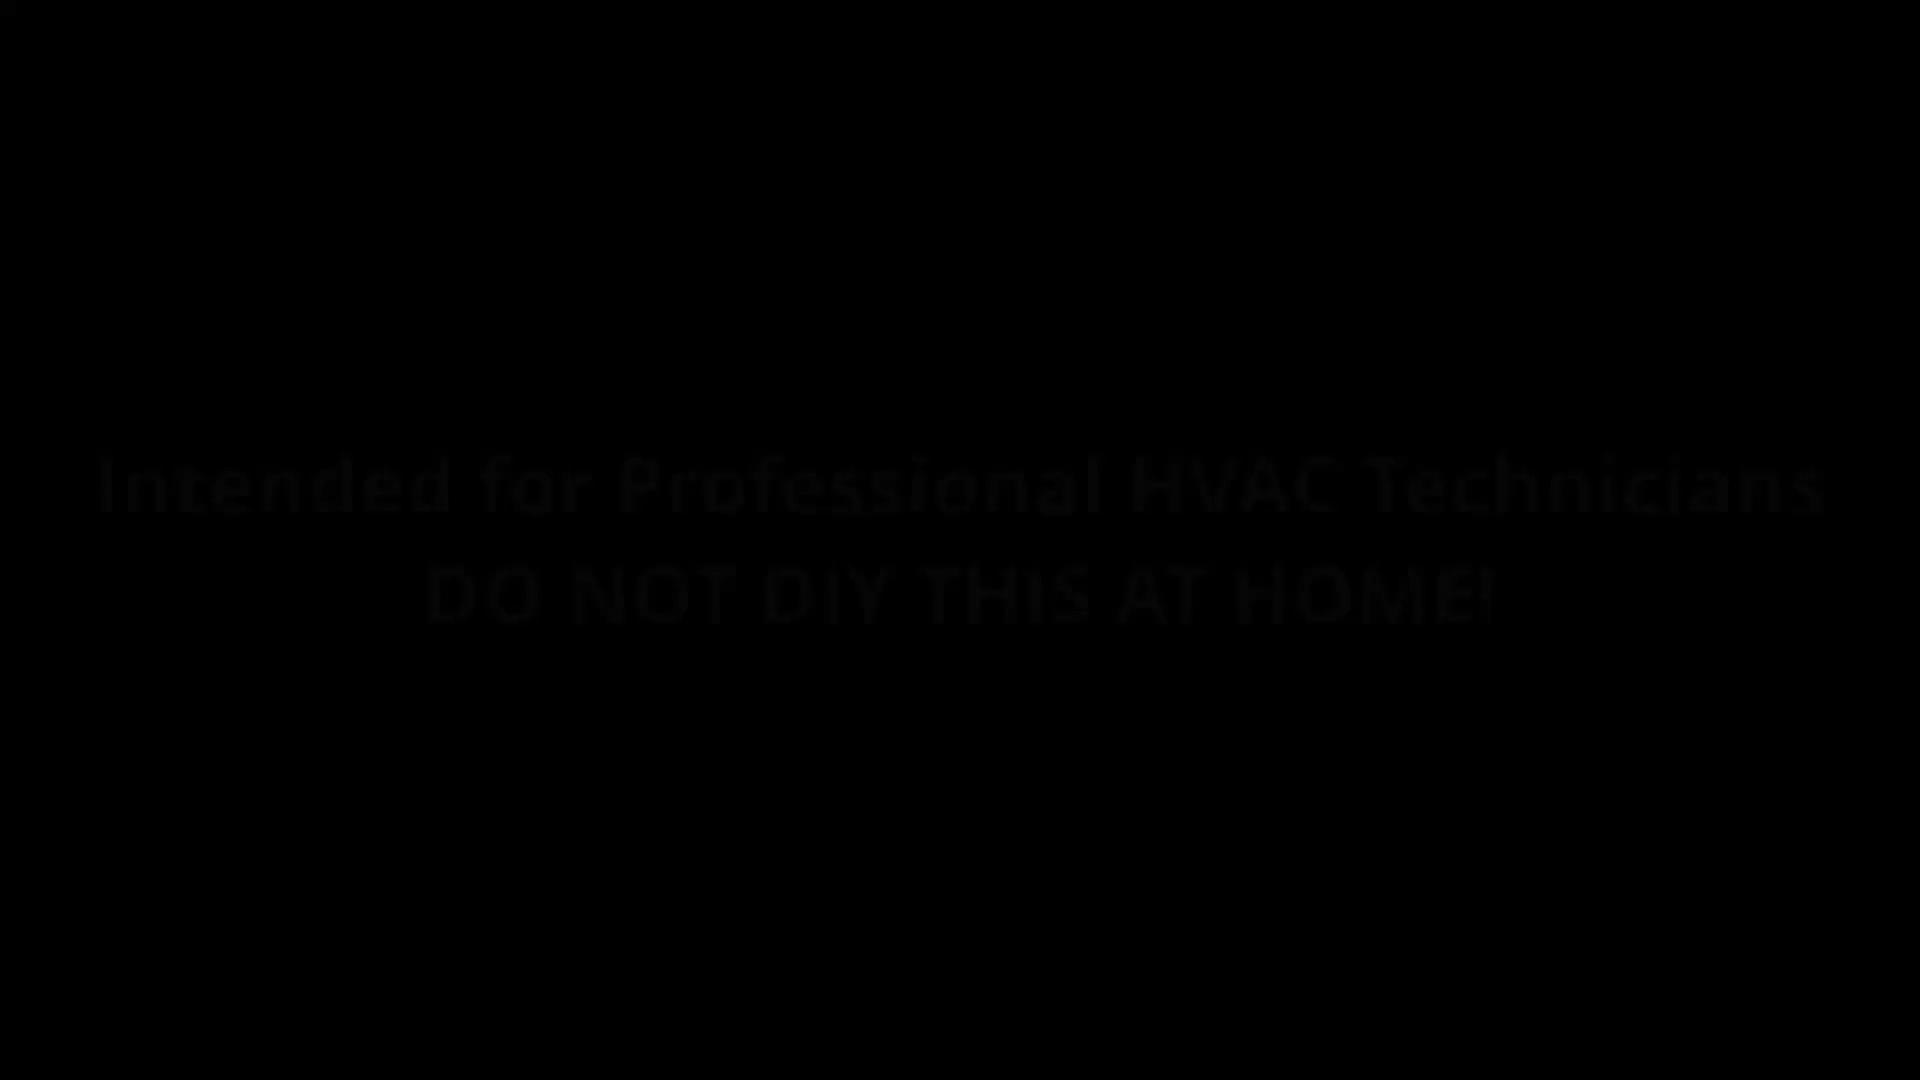 Intended for Professional HVAC Technicians
DO NOT DIY THIS AT HOME!